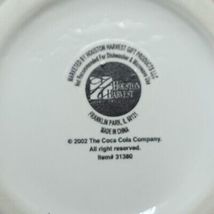 MARKETED BY HOUSTON HARVEST GIFT PRODUCTS LLC
Not Recommended For Dishwasher & Microwave Use
HOUSTON
HARVEST
FRANKLIN PARK, IL 60131
MADE IN CHINA
© 2002 The Coca Cola Company.
All right reserved.
Item# 31380